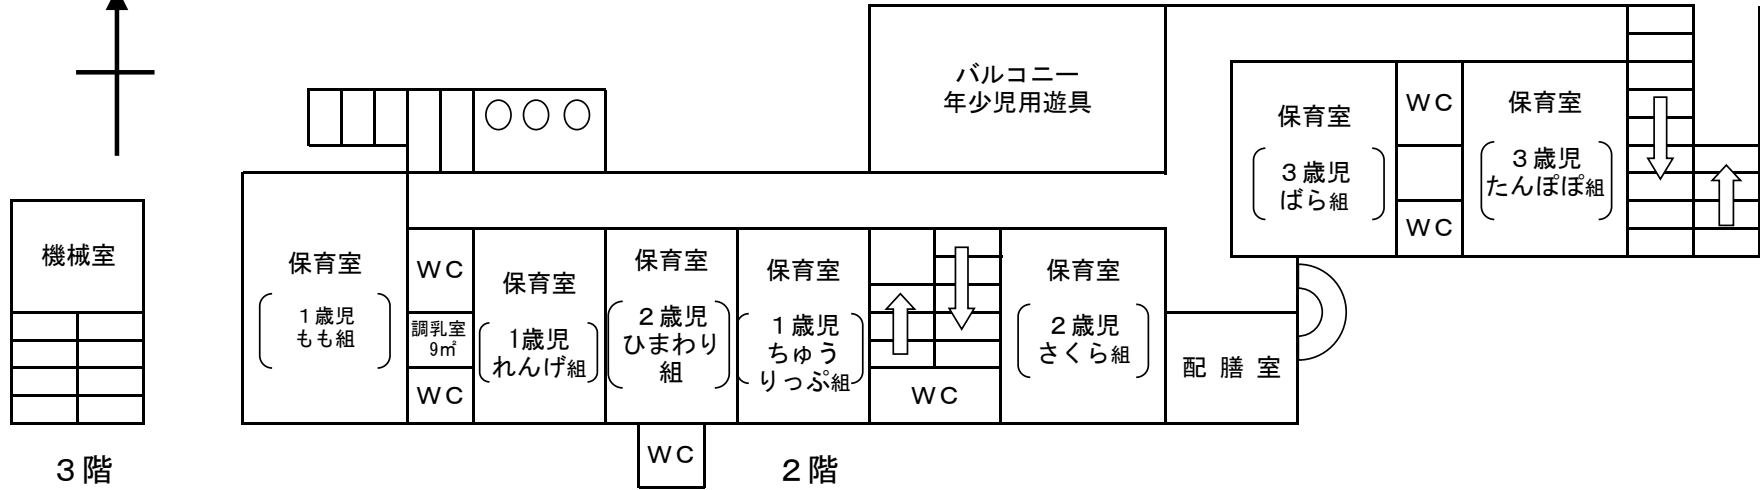 バルコニー
年少児用遊具
保育室
３歳児
ばら組
ＷＣ
ＷＣ
保育室
３歳児
たんぽぽ組
機械室
保育室
１歳児
もも組
ＷＣ
調乳室
9㎡
ＷＣ
保育室
1歳児
れんげ組
保育室
２歳児
ひまわり
組
保育室
１歳児
ちゅう
りっぷ組
ＷＣ
保育室
２歳児
さくら組
配膳室
ＷＣ
３階
２階